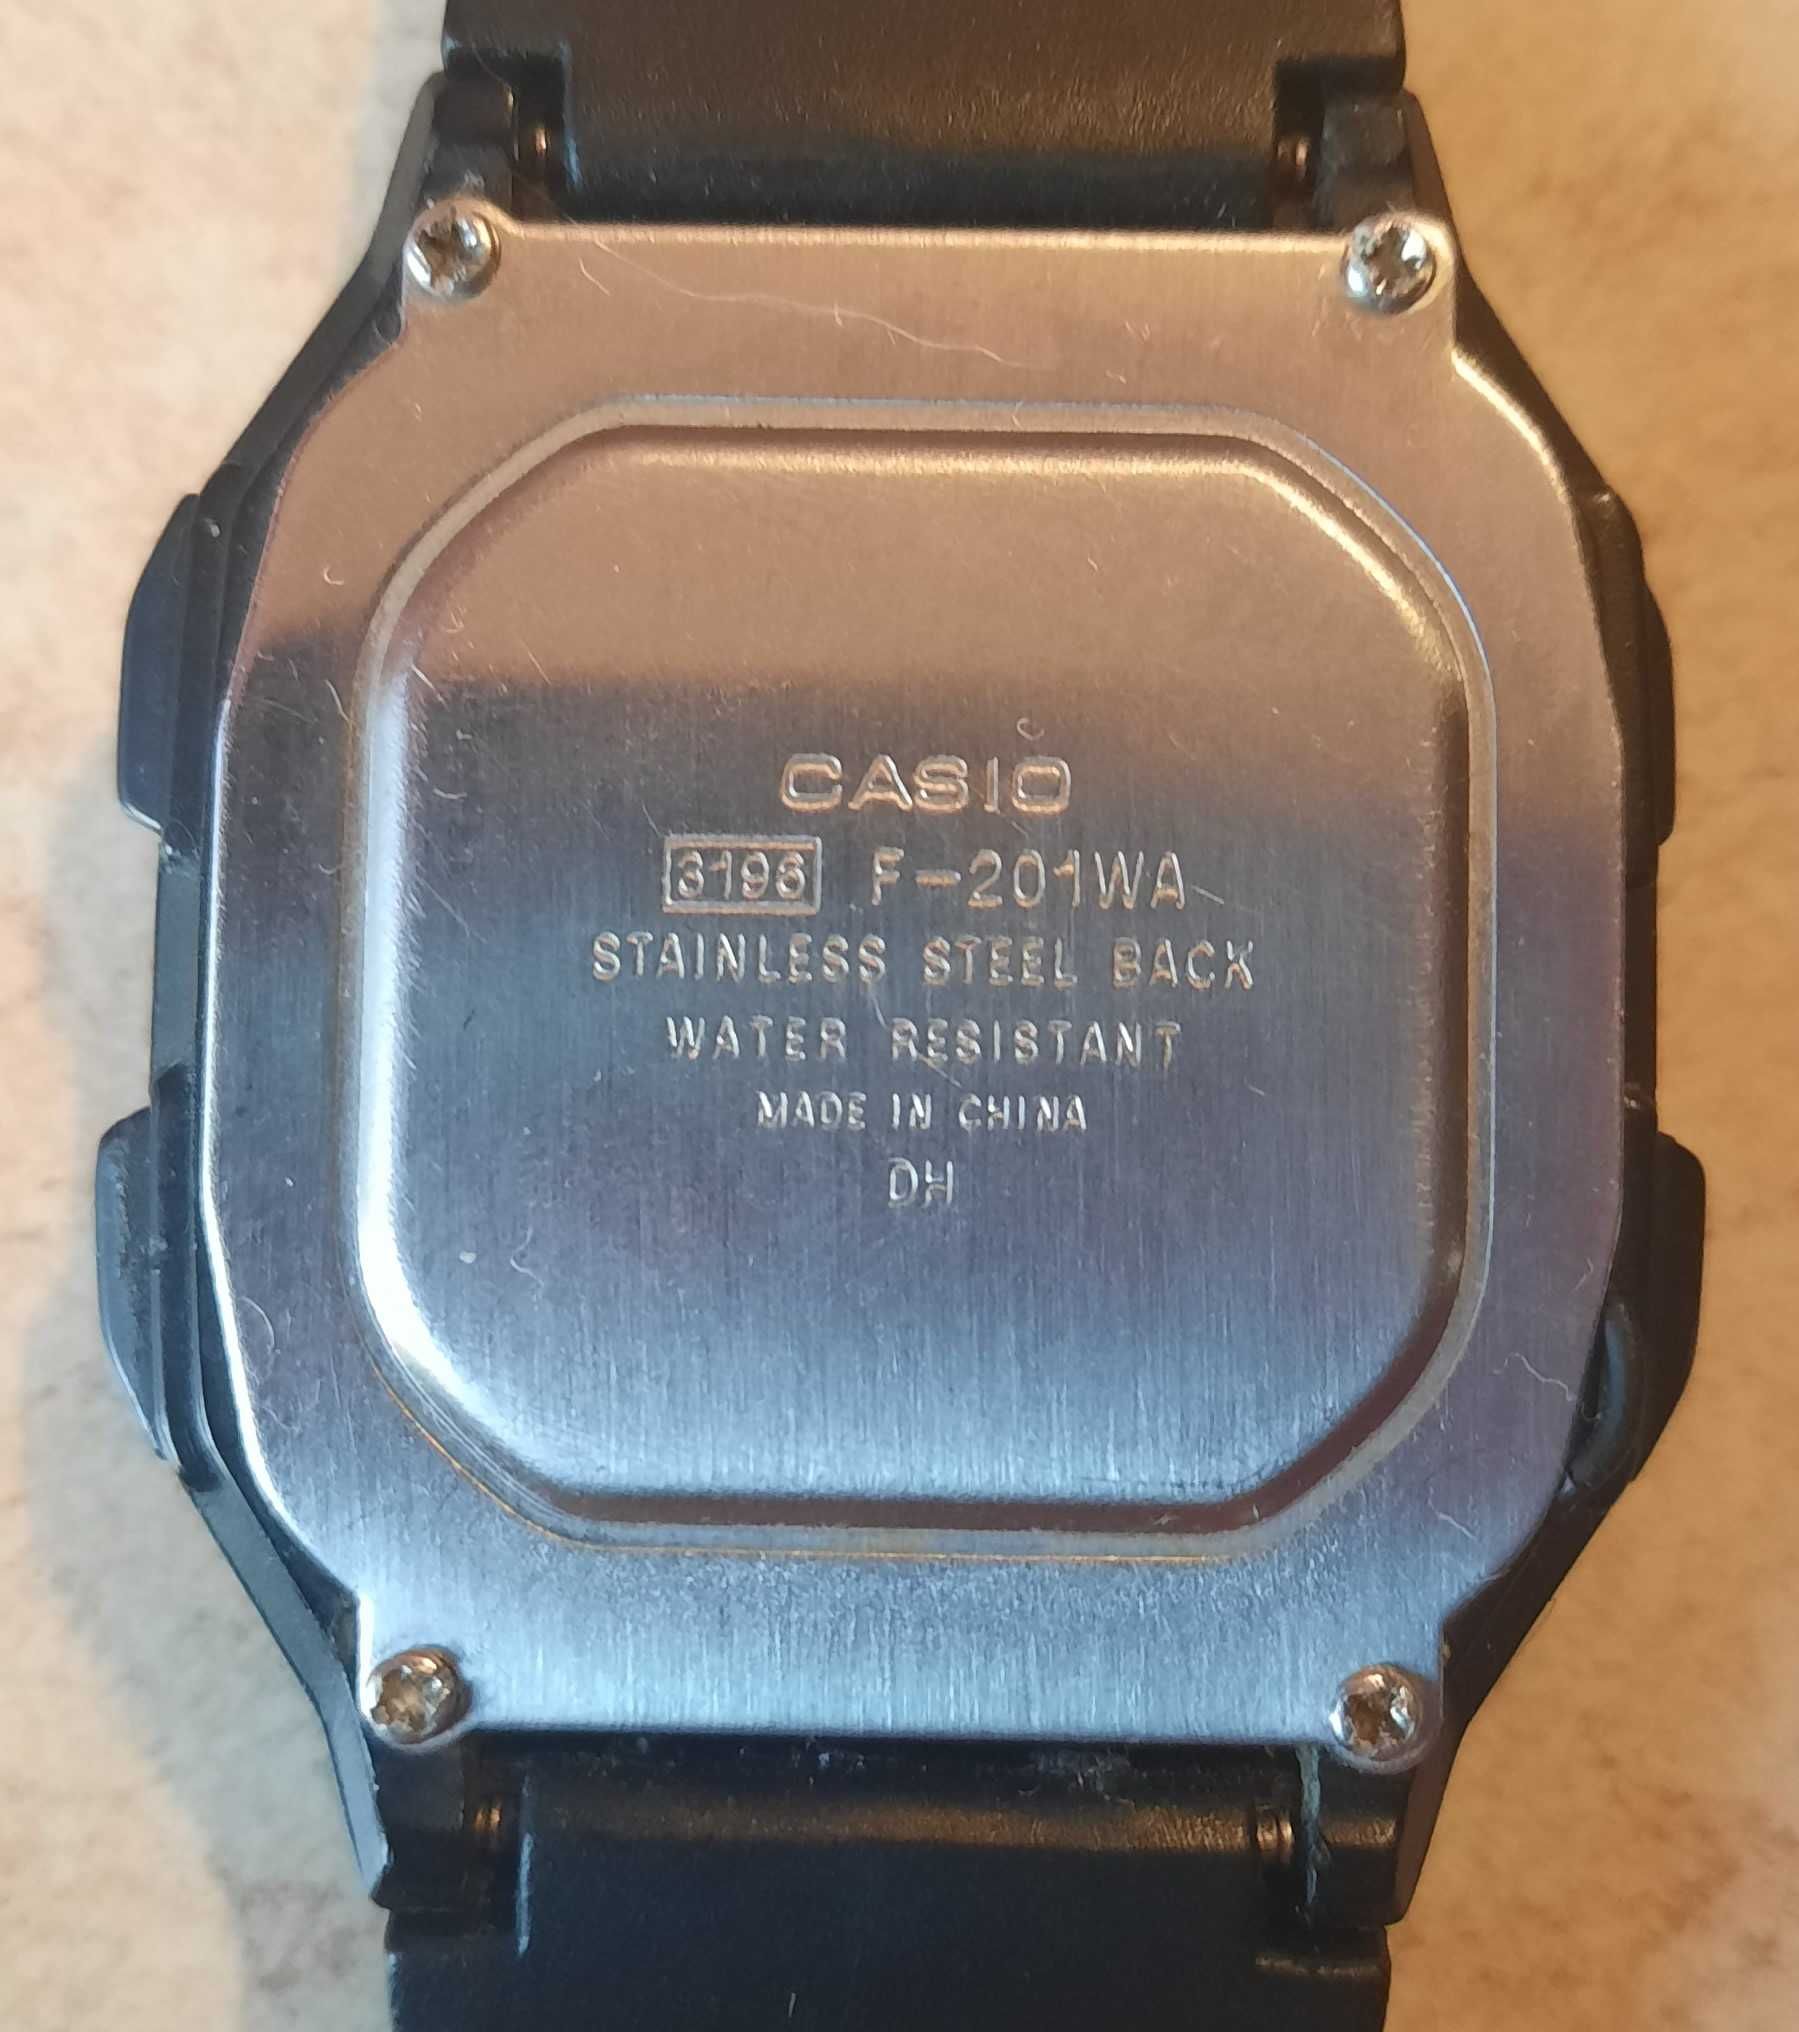 CASIO
3196 F-201WA
STAINLESS STEEL BACK
WATER RESISTANT
MADE IN CHINA
DH